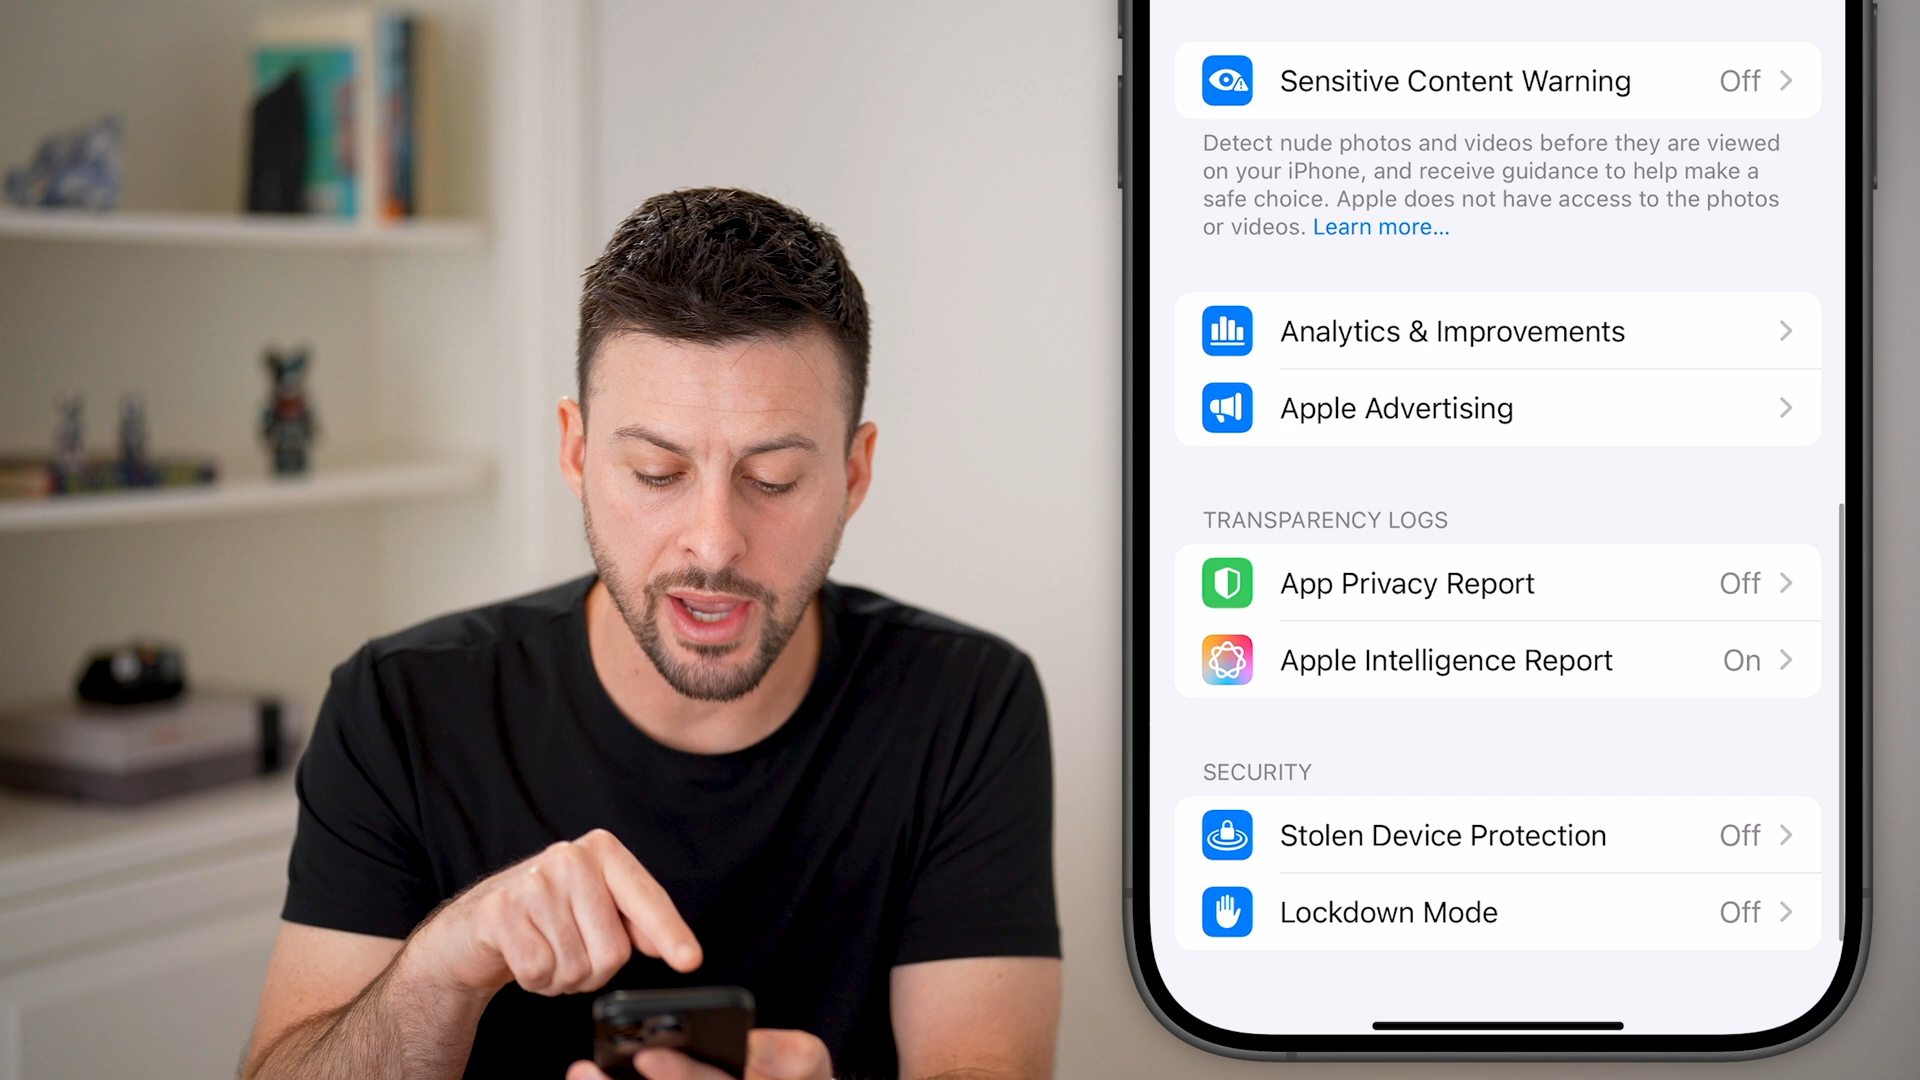 Sensitive Content Warning Off
Detect nude photos and videos before they are viewed
on your iPhone, and receive guidance to help make a
safe choice. Apple does not have access to the photos
or videos. Learn more...
Analytics & Improvements
Apple Advertising
TRANSPARENCY LOGS
App Privacy Report Off
Apple Intelligence Report On
SECURITY
Stolen Device Protection Off
Lockdown Mode Off